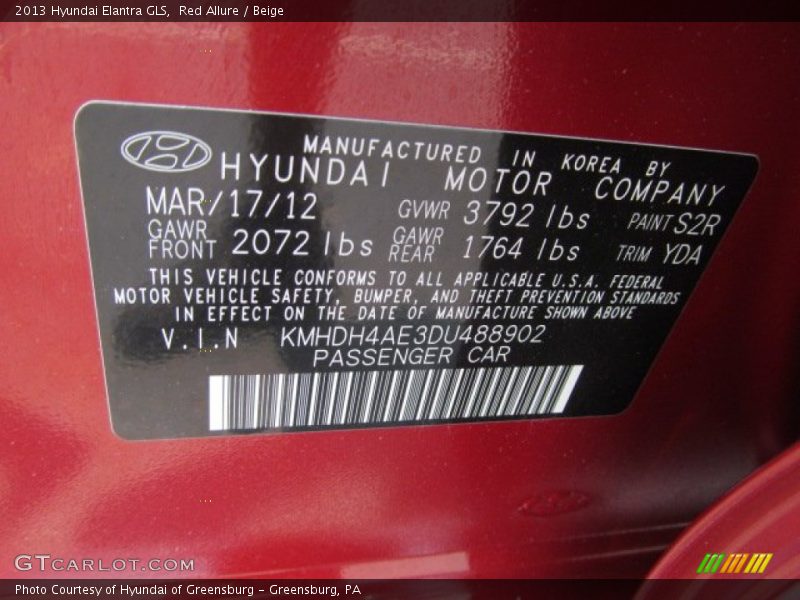 2013 Hyundai Elantra GLS,  Red Allure / Beige
MANUFACTURED IN KOREA BY
HYUNDAI MOTOR COMPANY
MAR/17/12 GVWR 3792 lbs PAINT S2R
GAWR FRONT 2072 lbs GAWR REAR 1764 lbs TRIM YDA
THIS VEHICLE CONFORMS TO ALL APPLICABLE U.S.A. FEDERAL
MOTOR VEHICLE SAFETY, BUMPER, AND THEFT PREVENTION STANDARDS
IN EFFECT ON THE DATE OF MANUFACTURE SHOWN ABOVE
V.I.N KMHDH4AE3DU488902
PASSENGER CAR
GTCARLOT.COM
Photo Courtesy of Hyundai of Greensburg – Greensburg, PA